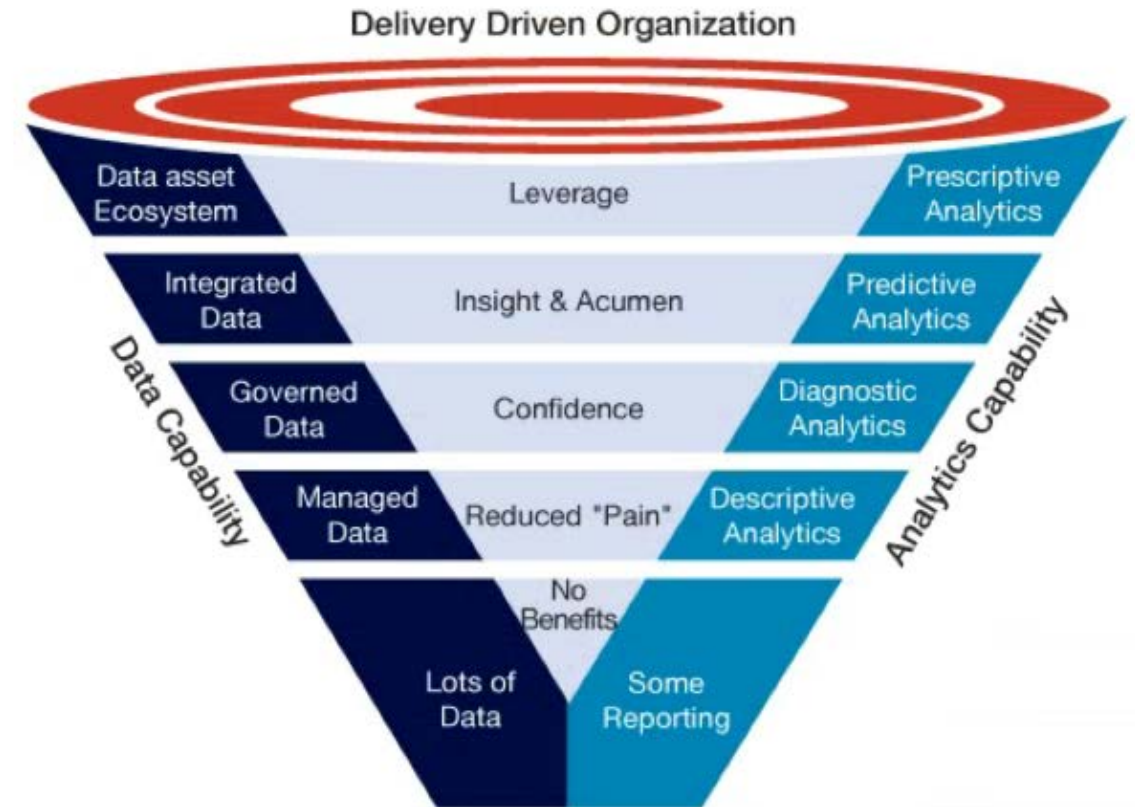 Delivery Driven Organization
Data asset
Ecosystem
Leverage
Prescriptive
Analytics
Integrated
Data
Insight & Acumen
Predictive
Analytics
Data Capability
Governed
Data
Confidence
Diagnostic
Analytics
Analytics Capability
Managed
Data
Reduced "Pain"
Descriptive
Analytics
No
Benefits
Lots of
Data
Some
Reporting